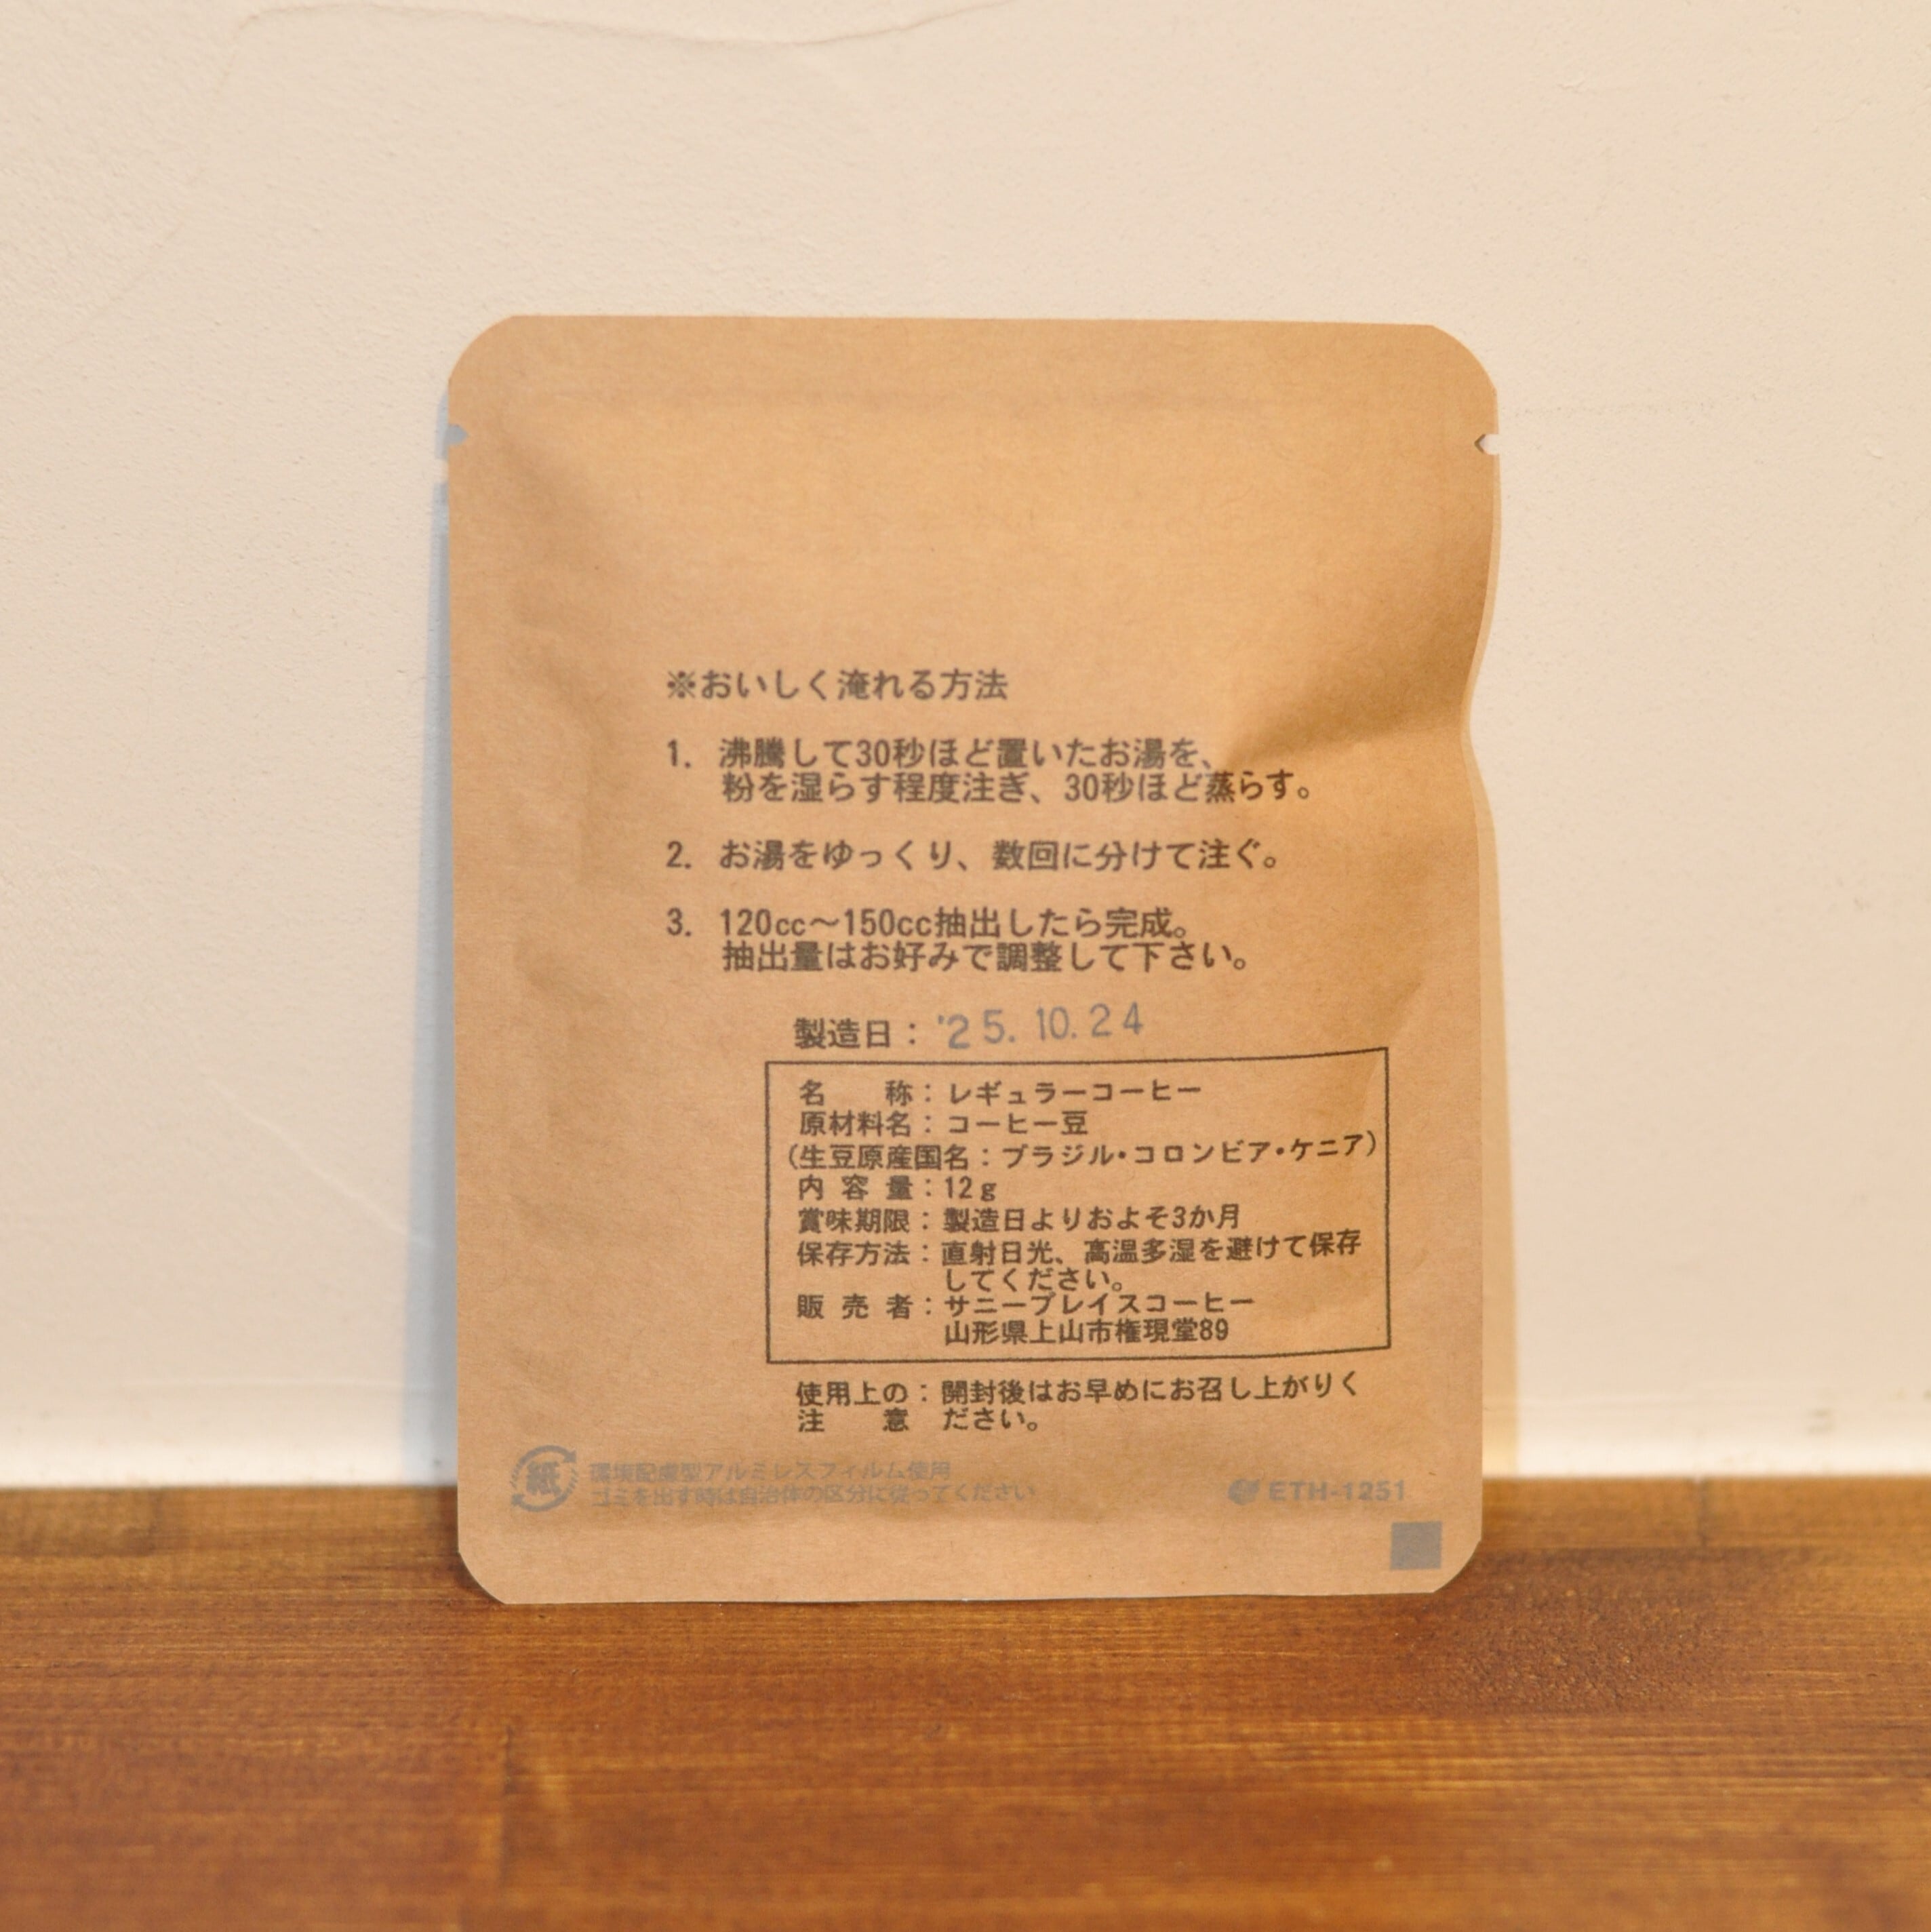 ※おいしく淹れる方法
1. 沸騰して30秒ほど置いたお湯を、
粉を湿らす程度注ぎ、30秒ほど蒸らす。
2. お湯をゆっくり、数回に分けて注ぐ。
3. 120cc〜150cc抽出したら完成。
抽出量はお好みで調整して下さい。
製造日：'25.10.24
名　　称：レギュラーコーヒー
原材料名：コーヒー豆
(生豆原産国名：ブラジル・コロンビア・ケニア)
内 容 量：12g
賞味期限：製造日よりおよそ3か月
保存方法：直射日光、高温多湿を避けて保存
してください。
販 売 者：サニープレイスコーヒー
山形県上山市権現堂89
使用上の：開封後はお早めにお召し上がりく
注　　意　ださい。
紙 環境配慮型アルミレスフィルム使用
ゴミを出す時は自治体の区分に従ってください
ETH-1251